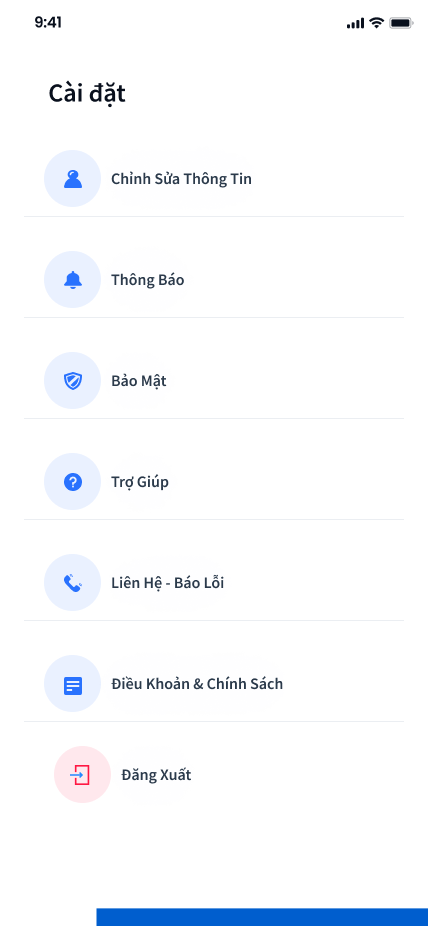 9:41
Cài đặt
Chỉnh Sửa Thông Tin
Thông Báo
Bảo Mật
Trợ Giúp
Liên Hệ - Báo Lỗi
Điều Khoản & Chính Sách
Đăng Xuất